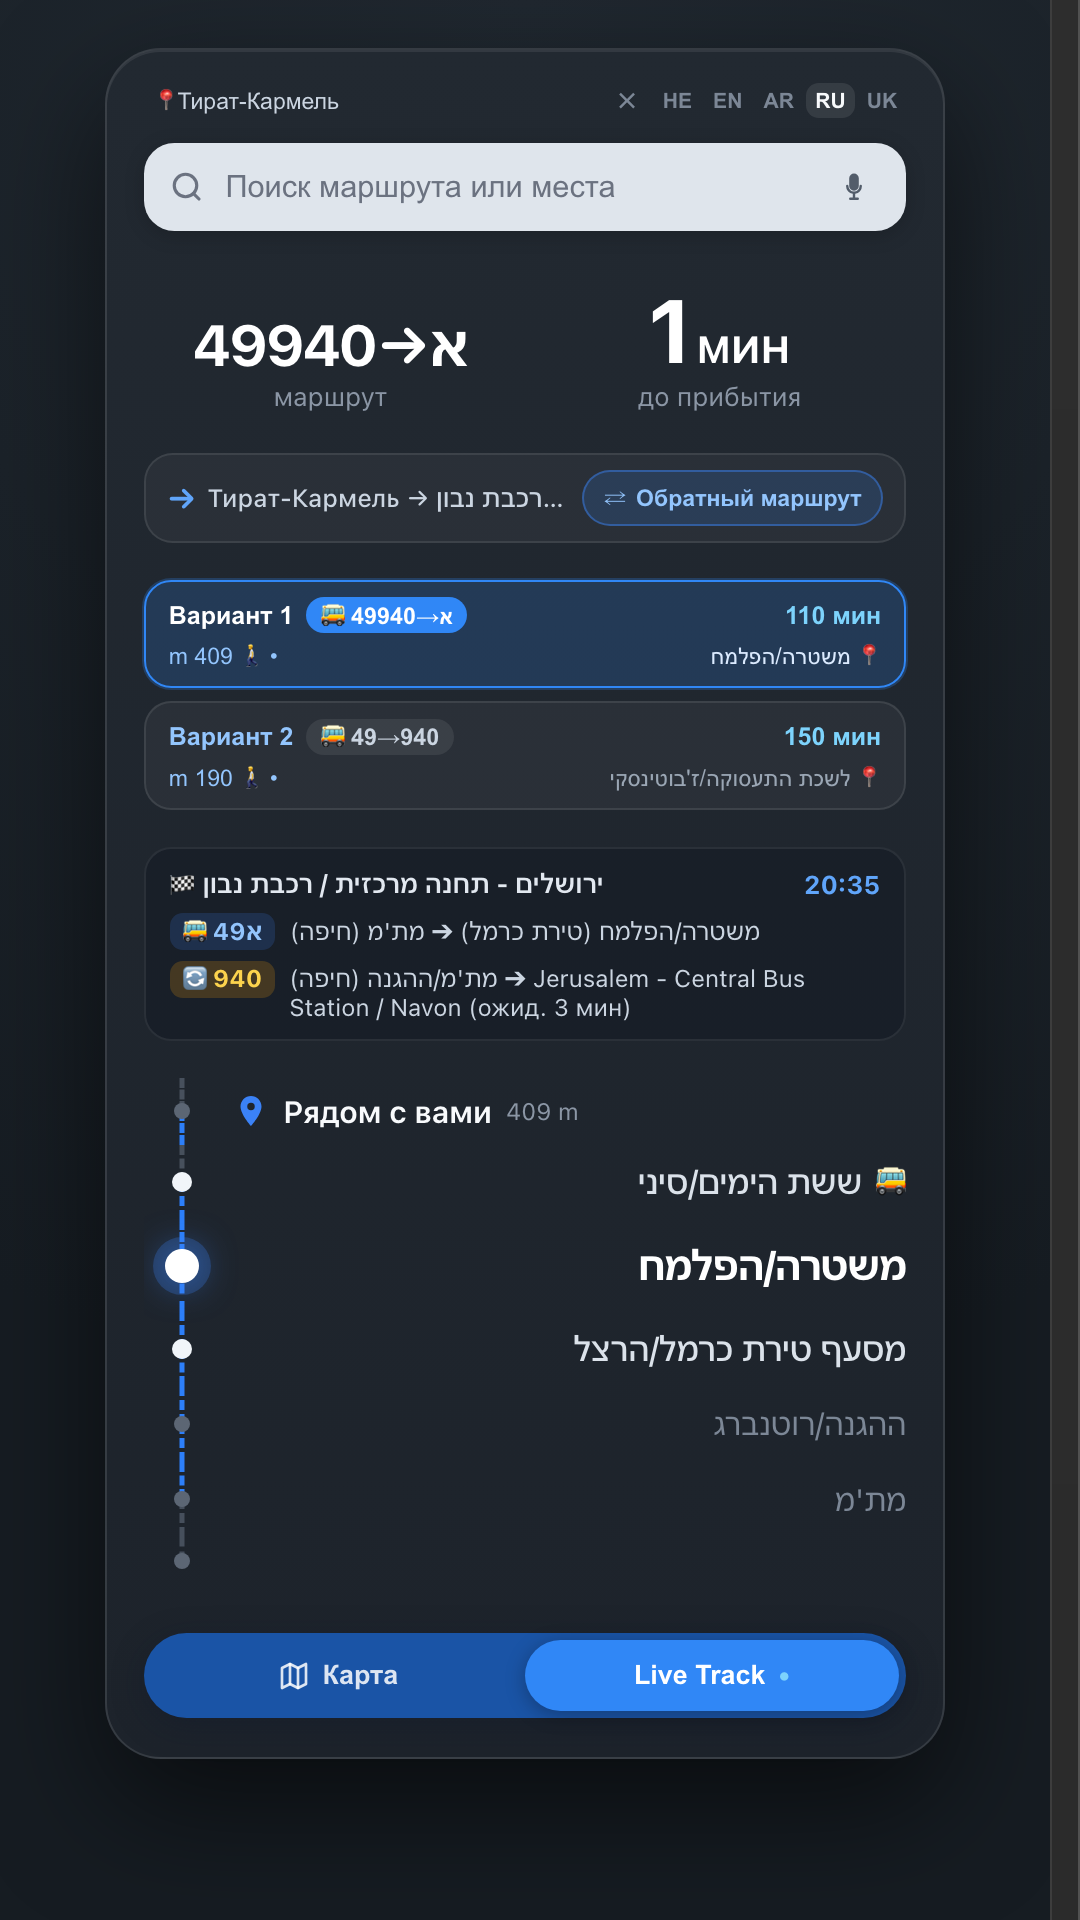 📍Тират-Кармель
✕ HE EN AR RU UK
Поиск маршрута или места
49940→א
маршрут
1 мин
до прибытия
→ Тират-Кармель → רכבת נבון...
⇄ Обратный маршрут
Вариант 1 🚌 49940→א 110 мин
m 409 🚶 •
📍 משטרה/הפלמח
Вариант 2 🚌 49→940 150 мин
m 190 🚶 •
📍 לשכת התעסוקה/ז'בוטינסקי
🏁 ירושלים - תחנה מרכזית / רכבת נבון
20:35
🚌 49א משטרה/הפלמח (טירת כרמל) ➔ מת'מ (חיפה)
🔄 940 מת'מ/ההגנה (חיפה) ➔ Jerusalem - Central Bus
Station / Navon (ожид. 3 мин)
Рядом с вами 409 m
🚌 ששת הימים/סיני
משטרה/הפלמח
מסעף טירת כרמל/הרצל
ההגנה/רוטנברג
מת'מ
Карта
Live Track •